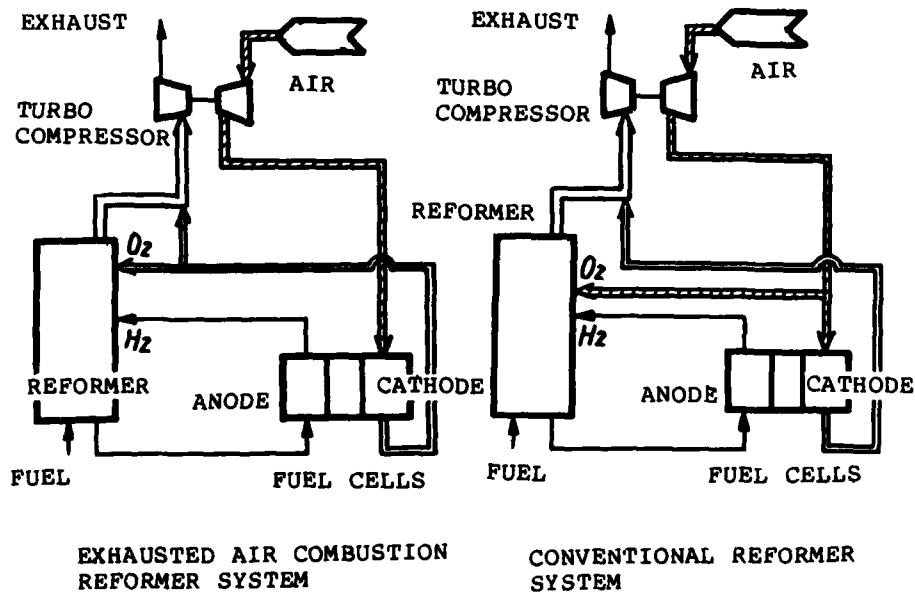 EXHAUST
AIR
TURBO
COMPRESSOR
O2
H2
REFORMER
ANODE
CATHODE
FUEL
FUEL CELLS
EXHAUSTED AIR COMBUSTION
REFORMER SYSTEM
EXHAUST
AIR
TURBO
COMPRESSOR
REFORMER
O2
H2
ANODE
CATHODE
FUEL
FUEL CELLS
CONVENTIONAL REFORMER
SYSTEM